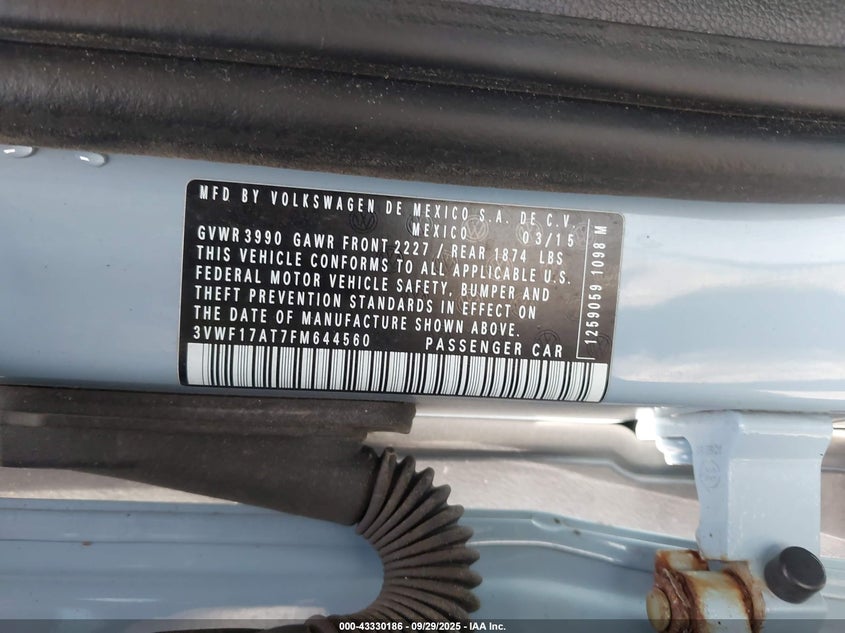 MFD BY VOLKSWAGEN DE MEXICO S.A. DE C.V.
MEXICO 03/15
GVWR3990 GAWR FRONT 2227 / REAR 1874 LBS
THIS VEHICLE CONFORMS TO ALL APPLICABLE U.S.
FEDERAL MOTOR VEHICLE SAFETY, BUMPER AND
THEFT PREVENTION STANDARDS IN EFFECT ON
THE DATE OF MANUFACTURE SHOWN ABOVE.
3VWF17AT7FM644560 PASSENGER CAR
1259059 1098 M
000-43330186 - 09/29/2025 - IAA Inc.